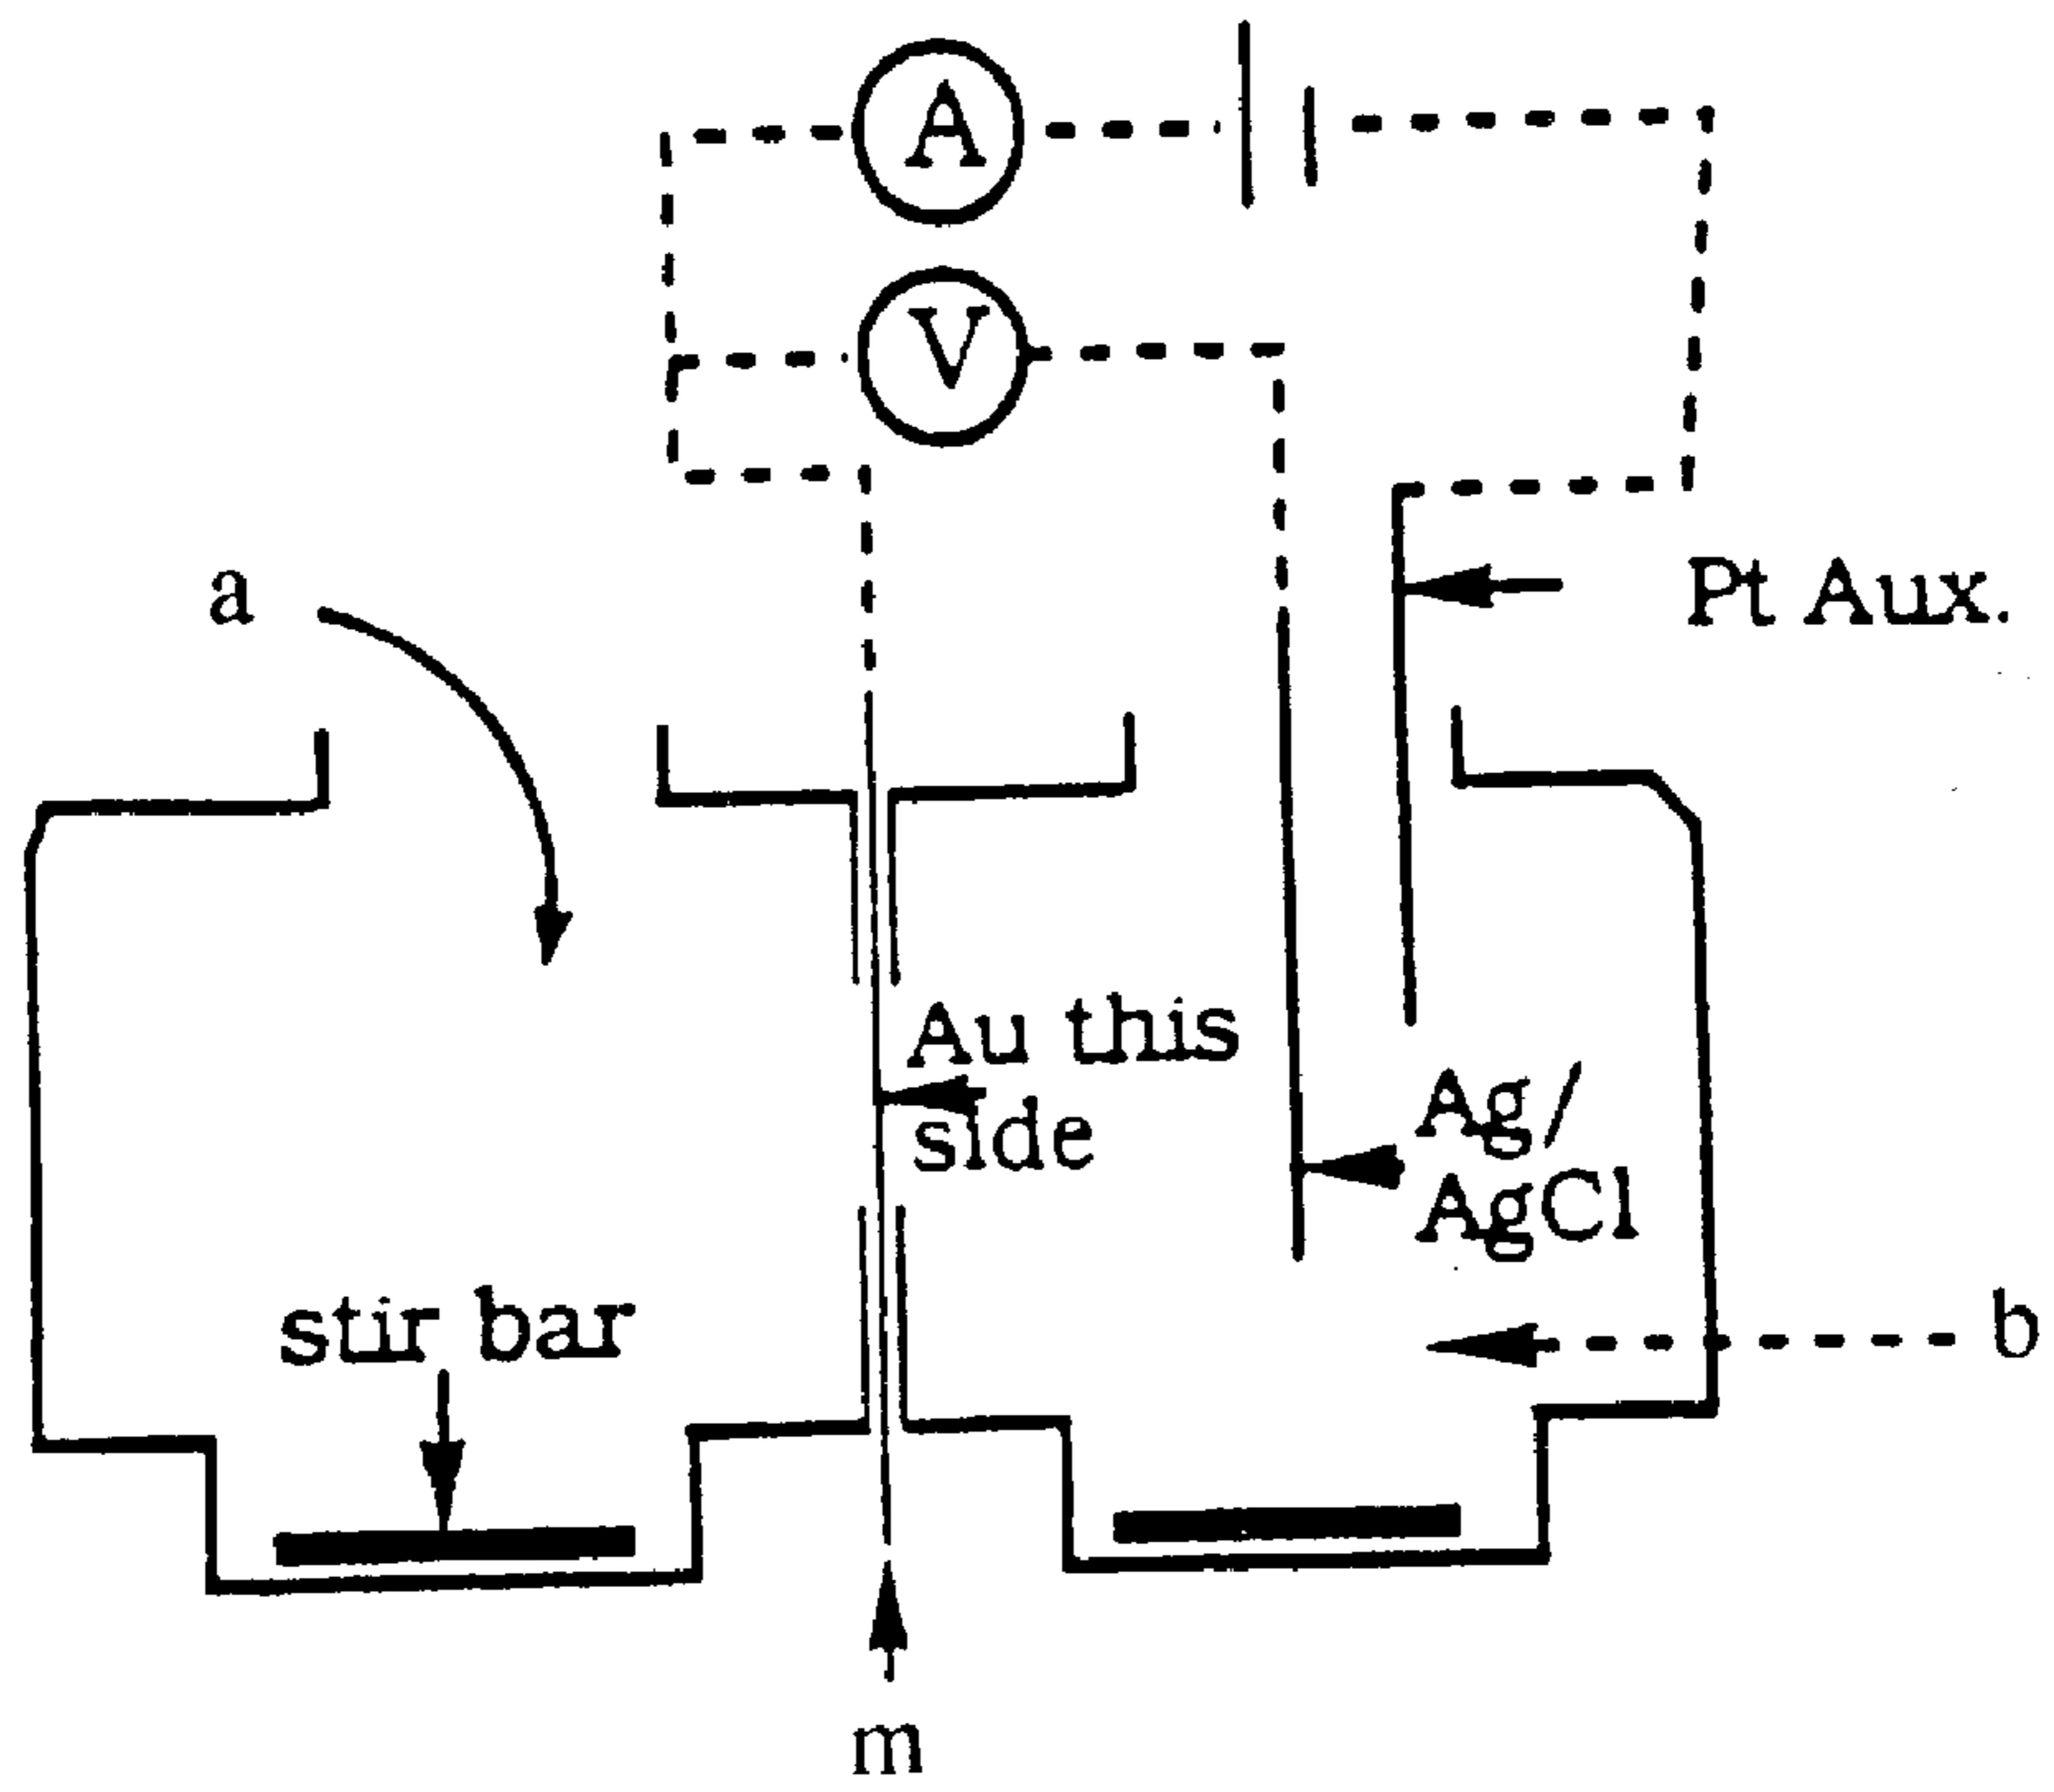 A
V
a
Pt Aux.
Au this
side
Ag/
AgCl
stir bar
b
m